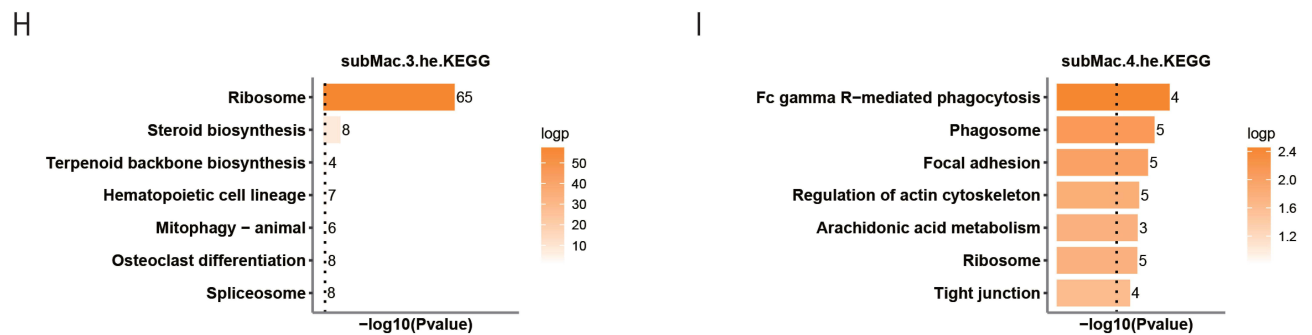 H
subMac.3.he.KEGG
Ribosome 65
Steroid biosynthesis 8
Terpenoid backbone biosynthesis 4
Hematopoietic cell lineage 7
Mitophagy − animal 6
Osteoclast differentiation 8
Spliceosome 8
−log10(Pvalue)
logp
50
40
30
20
10
I
subMac.4.he.KEGG
Fc gamma R−mediated phagocytosis 4
Phagosome 5
Focal adhesion 5
Regulation of actin cytoskeleton 5
Arachidonic acid metabolism 3
Ribosome 5
Tight junction 4
−log10(Pvalue)
logp
2.4
2.0
1.6
1.2